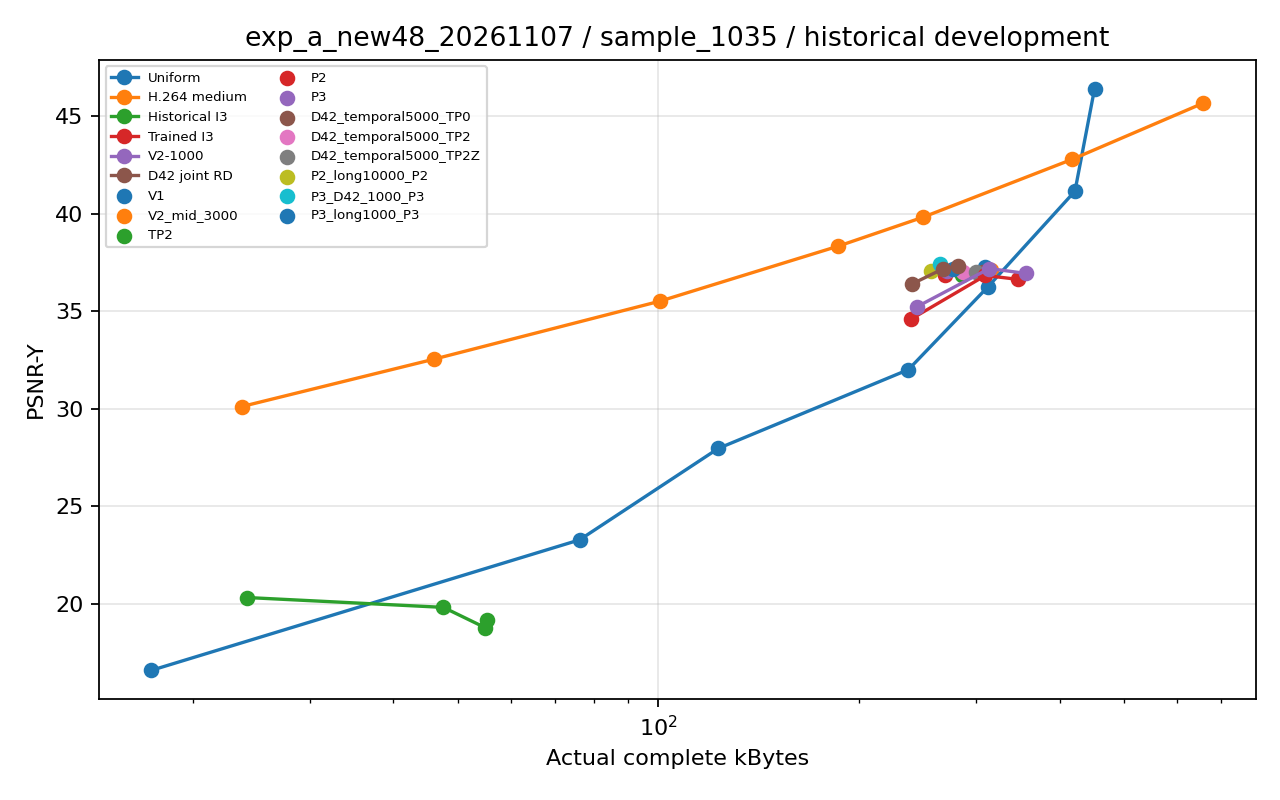 exp_a_new48_20261107 / sample_1035 / historical development
Uniform
H.264 medium
Historical I3
Trained I3
V2-1000
D42 joint RD
V1
V2_mid_3000
TP2
P2
P3
D42_temporal5000_TP0
D42_temporal5000_TP2
D42_temporal5000_TP2Z
P2_long10000_P2
P3_D42_1000_P3
P3_long1000_P3
PSNR-Y
45
40
35
30
25
20
10²
Actual complete kBytes